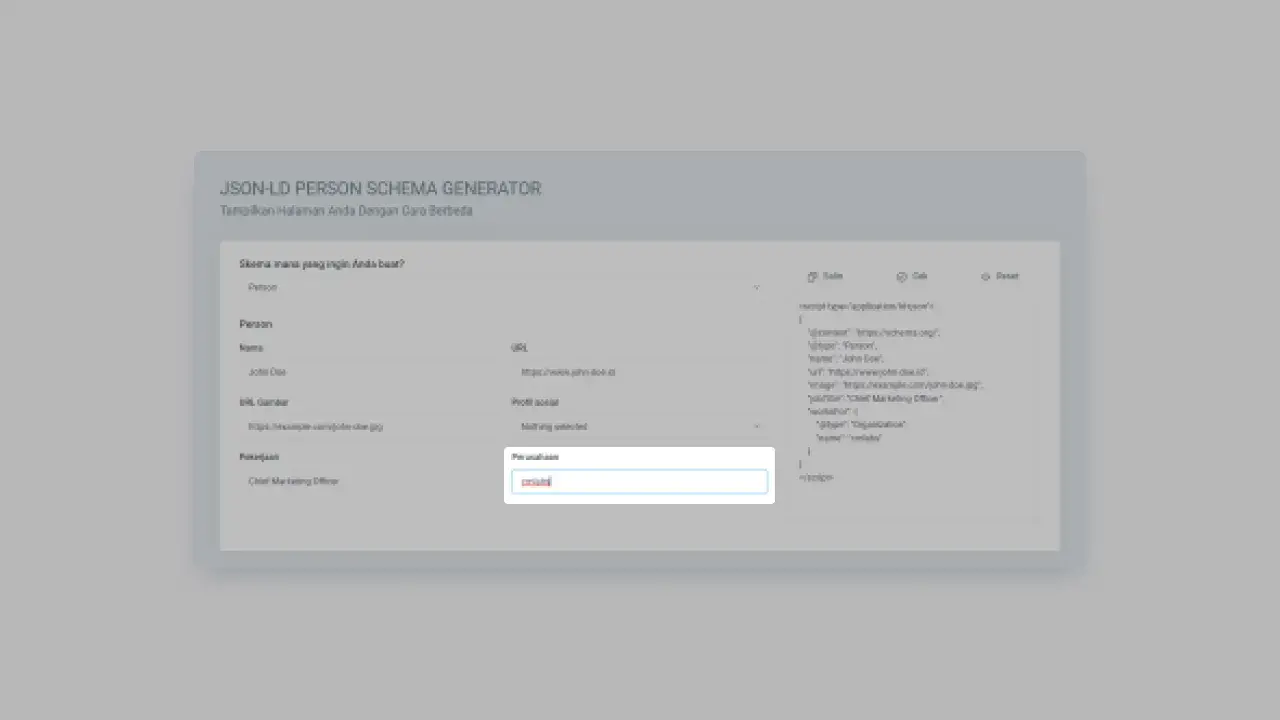 JSON-LD PERSON SCHEMA GENERATOR
Tampilkan Halaman Anda Dengan Cara Berbeda
Skema mana yang ingin Anda buat?
Person
Person
Nama
John Doe
URL
https://www.john-doe.id
URL Gambar
https://example.com/john-doe.jpg
Profil sosial
Nothing selected
Pekerjaan
Chief Marketing Officer
Perusahaan
cmlabs
Salin
Cek
Reset
<script type="application/ld+json">
{
"@context": "https://schema.org/",
"@type": "Person",
"name": "John Doe",
"url": "https://www.john-doe.id",
"image": "https://example.com/john-doe.jpg",
"jobTitle": "Chief Marketing Officer",
"worksFor": {
"@type": "Organization"
"name": "cmlabs"
}
}
</script>